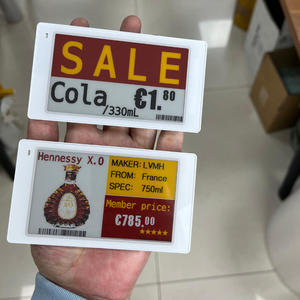 SALE
Cola /330mL €1.80
Hennessy X.O
MAKER: LVMH
FROM: France
SPEC: 750ml
Member price:
€785.00